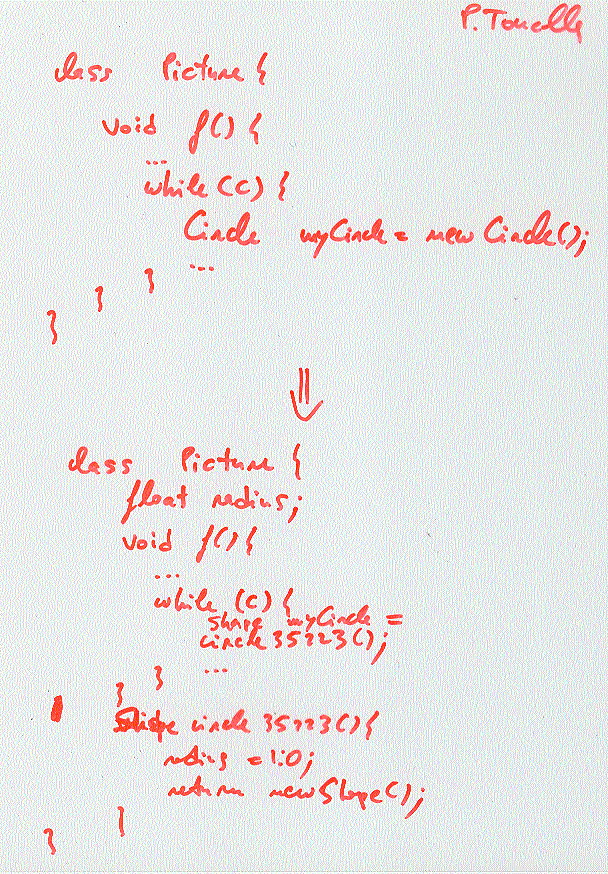 P. Tonella
class Picture {
void f() {
...
while (c) {
Circle myCircle = new Circle();
...
}
}
}
⇓
class Picture {
float radius;
void f() {
...
while (c) {
Shape myCircle =
circle35723();
...
}
}
Shape circle35723() {
radius = 1.0;
return new Shape();
}
}